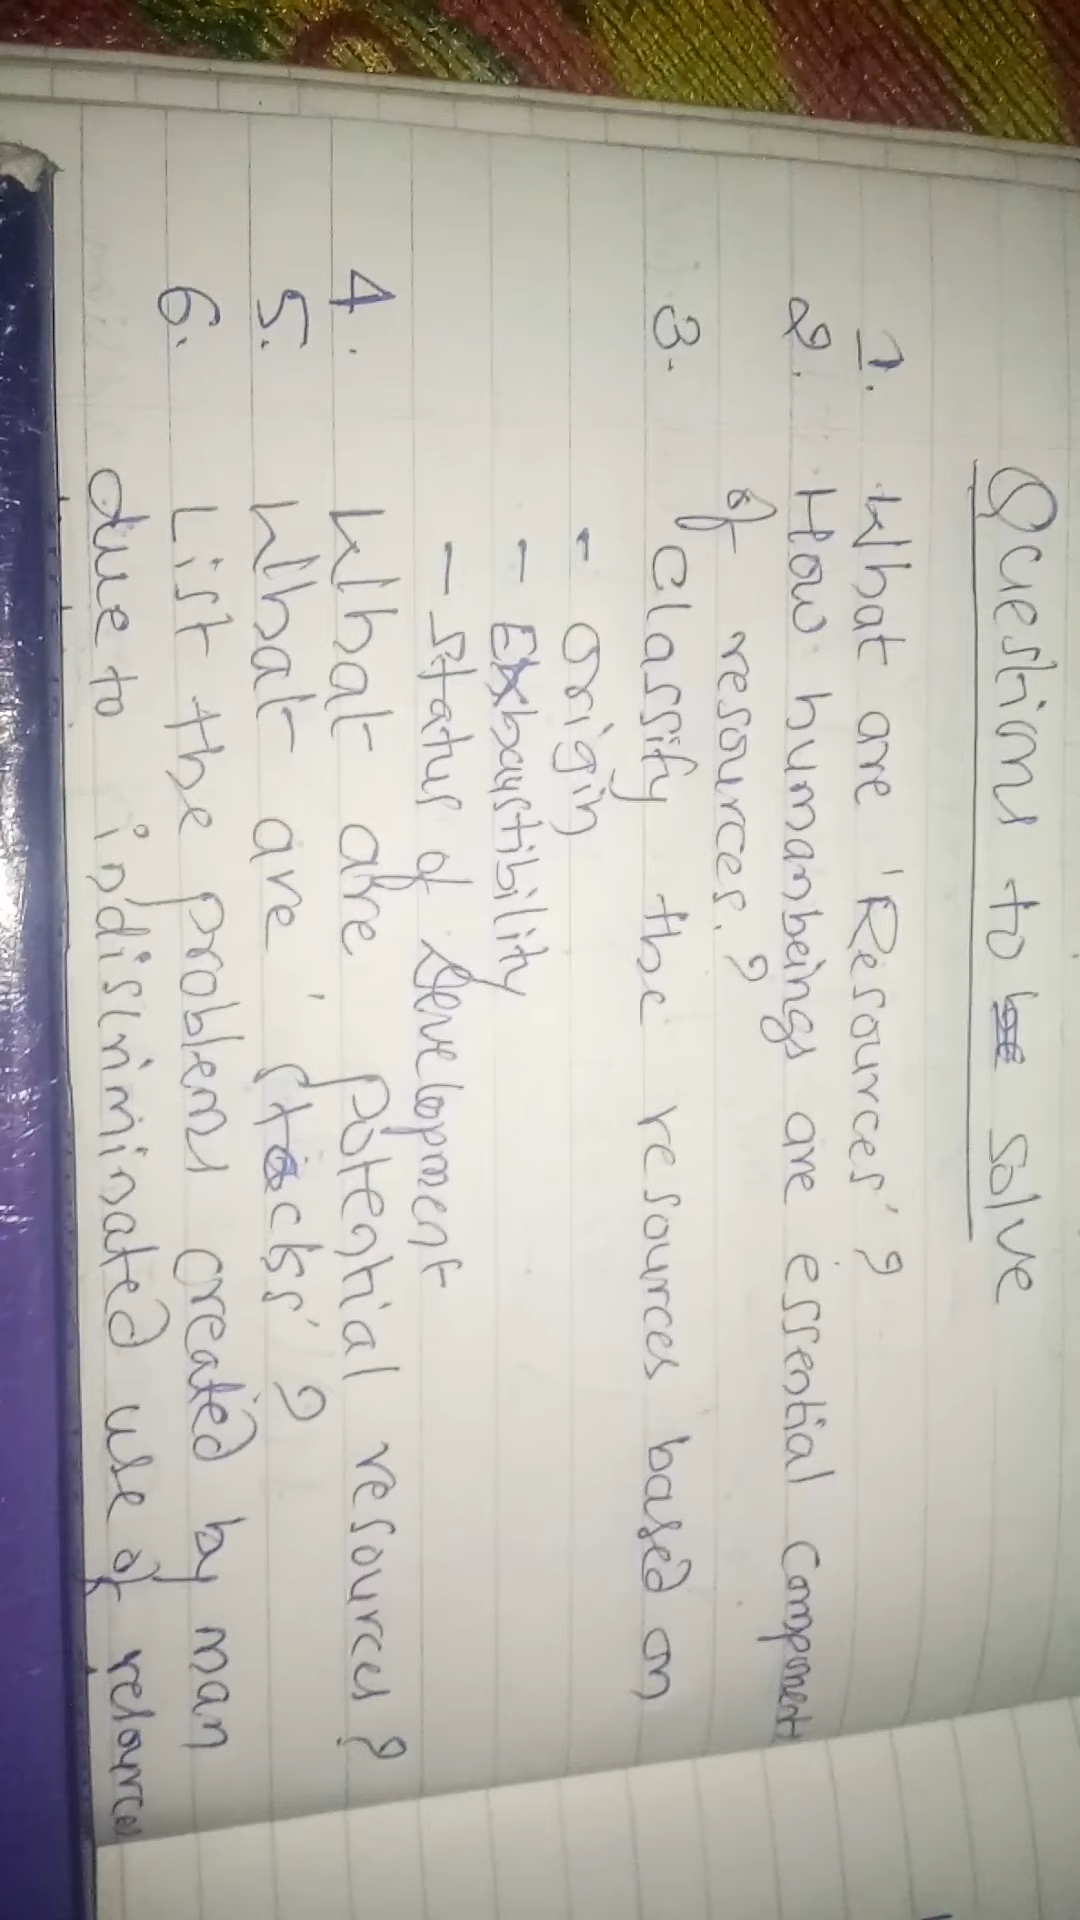 Questions to solve
1. What are 'Resources'?
2. How humanbeings are essential component
of resources.?
3. Classify the resources based on
- Origin
- Exhaustibility
- Status of Development
4. What are potential resources?
5. What are 'stocks'?
6. List the problems created by man
due to indiscriminated use of resources